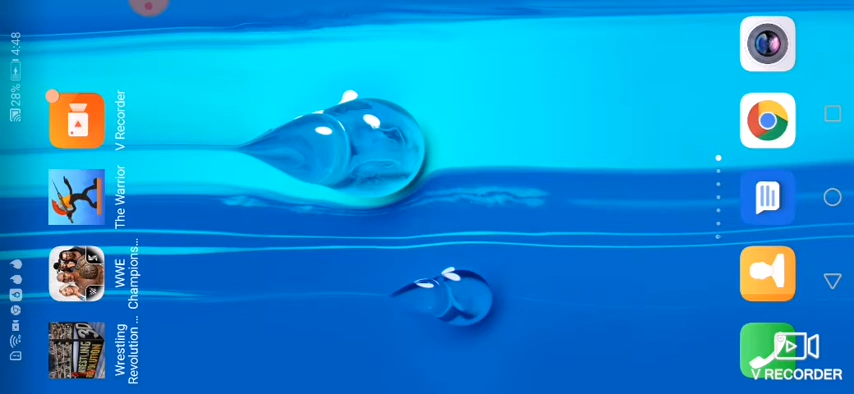 28% 4:48
Wrestling
Revolution ...
WWE
Champions...
The Warrior
V Recorder
V RECORDER